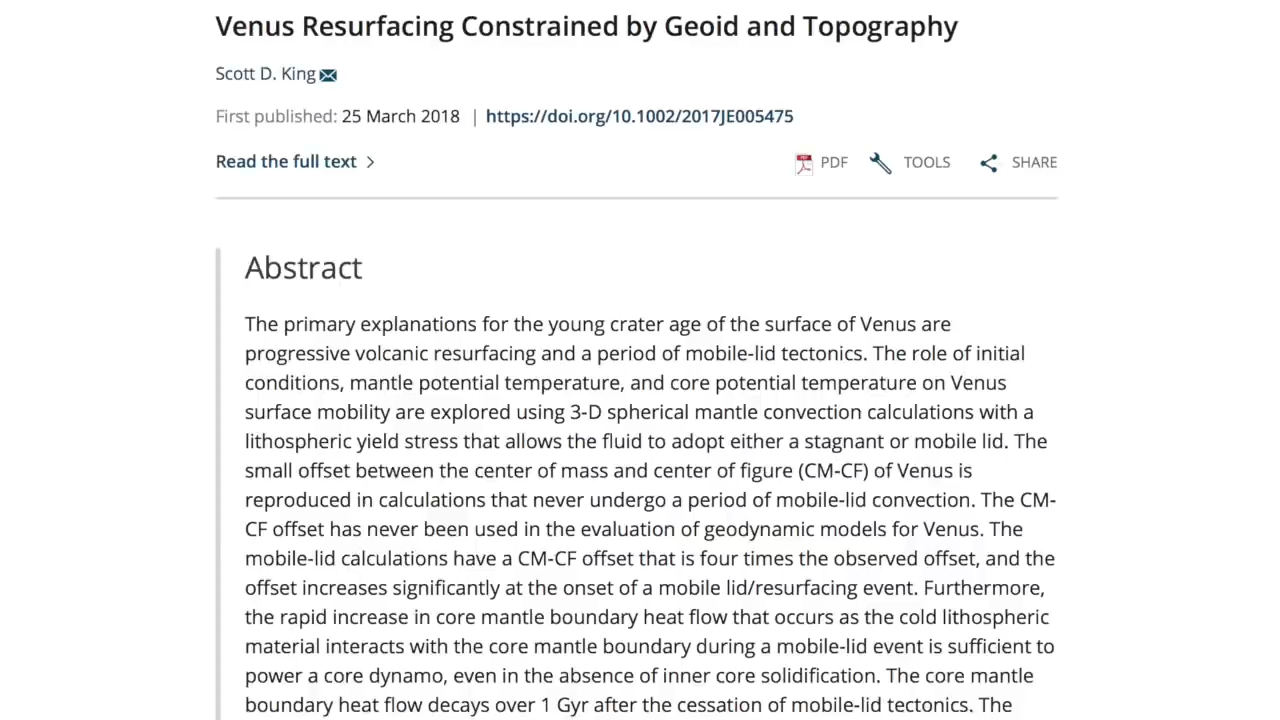 Venus Resurfacing Constrained by Geoid and Topography
Scott D. King
First published: 25 March 2018 | https://doi.org/10.1002/2017JE005475
Read the full text >
PDF TOOLS SHARE
Abstract
The primary explanations for the young crater age of the surface of Venus are
progressive volcanic resurfacing and a period of mobile-lid tectonics. The role of initial
conditions, mantle potential temperature, and core potential temperature on Venus
surface mobility are explored using 3-D spherical mantle convection calculations with a
lithospheric yield stress that allows the fluid to adopt either a stagnant or mobile lid. The
small offset between the center of mass and center of figure (CM-CF) of Venus is
reproduced in calculations that never undergo a period of mobile-lid convection. The CM-
CF offset has never been used in the evaluation of geodynamic models for Venus. The
mobile-lid calculations have a CM-CF offset that is four times the observed offset, and the
offset increases significantly at the onset of a mobile lid/resurfacing event. Furthermore,
the rapid increase in core mantle boundary heat flow that occurs as the cold lithospheric
material interacts with the core mantle boundary during a mobile-lid event is sufficient to
power a core dynamo, even in the absence of inner core solidification. The core mantle
boundary heat flow decays over 1 Gyr after the cessation of mobile-lid tectonics. The